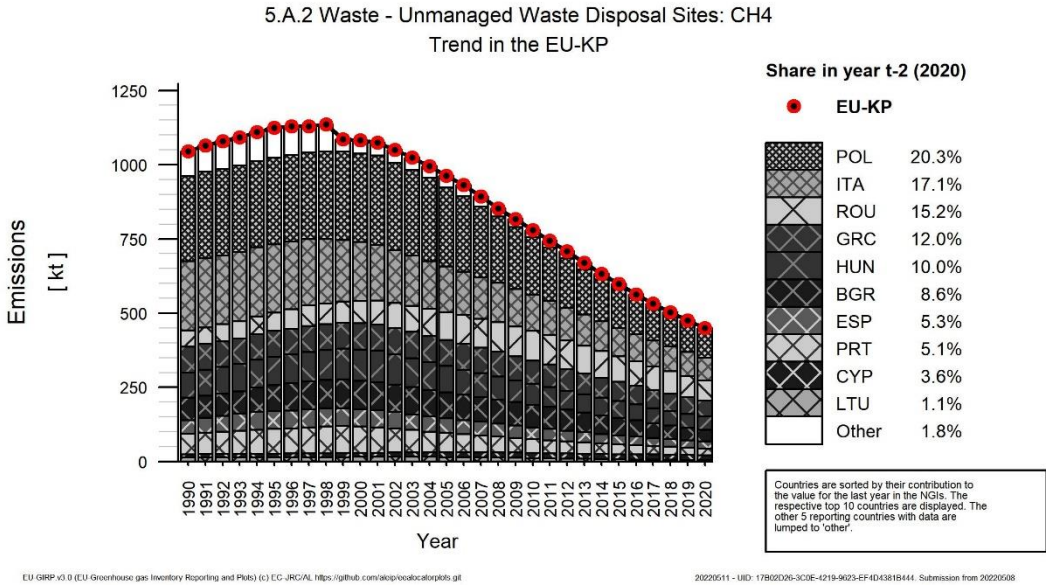 5.A.2 Waste - Unmanaged Waste Disposal Sites: CH4
Trend in the EU-KP
Emissions
[ kt ]
1250
1000
750
500
250
0
1990 1991 1992 1993 1994 1995 1996 1997 1998 1999 2000 2001 2002 2003 2004 2005 2006 2007 2008 2009 2010 2011 2012 2013 2014 2015 2016 2017 2018 2019 2020
Year
Share in year t-2 (2020)
EU-KP
POL 20.3%
ITA 17.1%
ROU 15.2%
GRC 12.0%
HUN 10.0%
BGR 8.6%
ESP 5.3%
PRT 5.1%
CYP 3.6%
LTU 1.1%
Other 1.8%
Countries are sorted by their contribution to
the value for the last year in the NGIs. The
respective top 10 countries are displayed. The
other 5 reporting countries with data are
lumped to 'other'.
EU-GIRP.v3.0 (EU-Greenhouse gas Inventory Reporting and Plots) (c) EC-JRC/AL https://github.com/aleip/eealocatorplots.git
20220511 - UID: 17B02D26-3C0E-4219-9623-EF4D4381B444. Submission from 20220508